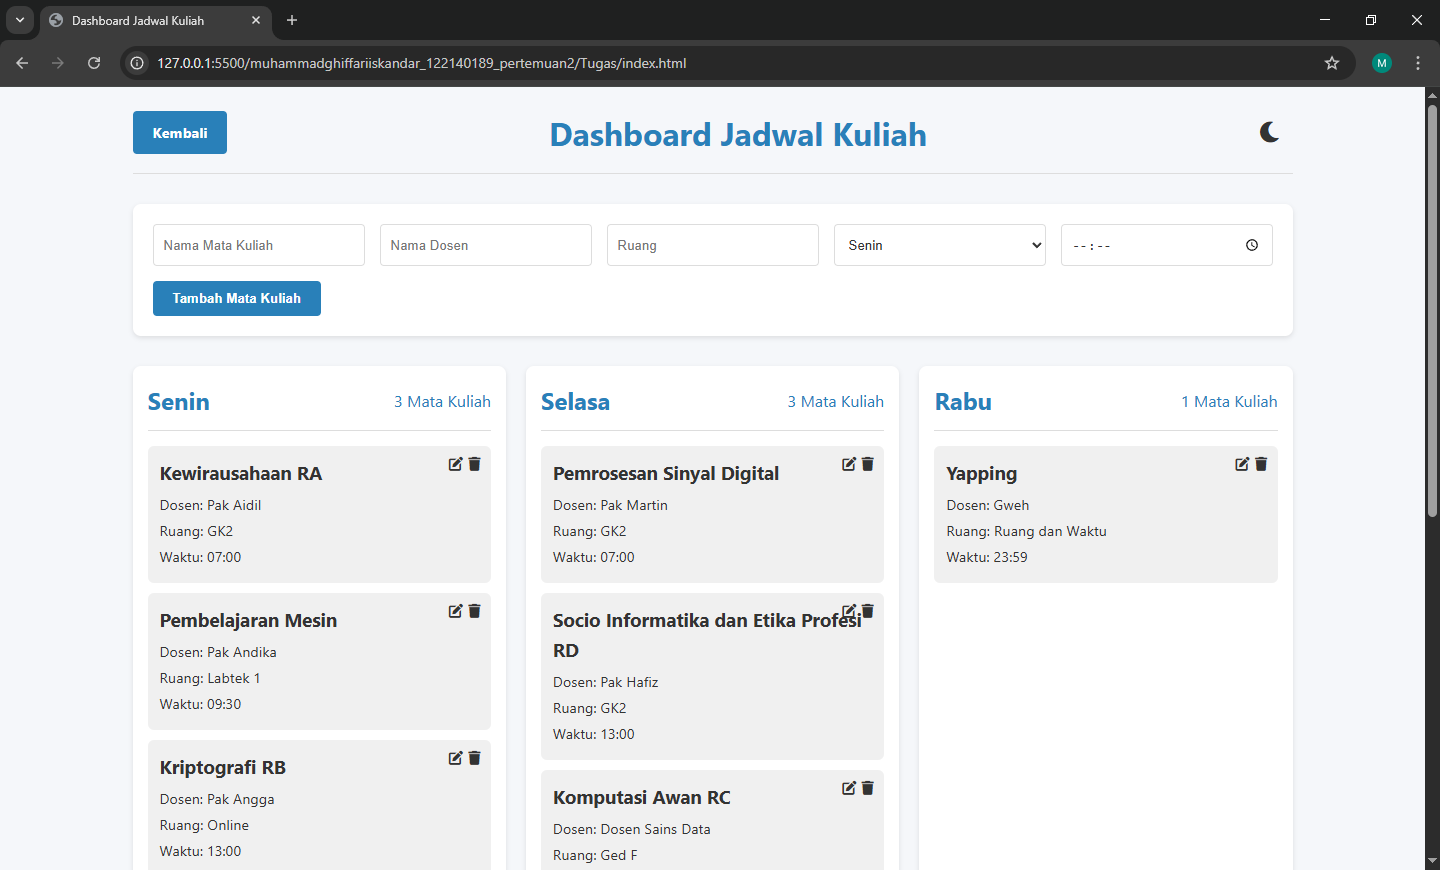 Dashboard Jadwal Kuliah
127.0.0.1:5500/muhammadghiffariiskandar_122140189_pertemuan2/Tugas/index.html
M
Kembali
Dashboard Jadwal Kuliah
Nama Mata Kuliah
Nama Dosen
Ruang
Senin
--:--
Tambah Mata Kuliah
Senin
3 Mata Kuliah
Kewirausahaan RA
Dosen: Pak Aidil
Ruang: GK2
Waktu: 07:00
Pembelajaran Mesin
Dosen: Pak Andika
Ruang: Labtek 1
Waktu: 09:30
Kriptografi RB
Dosen: Pak Angga
Ruang: Online
Waktu: 13:00
Selasa
3 Mata Kuliah
Pemrosesan Sinyal Digital
Dosen: Pak Martin
Ruang: GK2
Waktu: 07:00
Socio Informatika dan Etika Profesi
RD
Dosen: Pak Hafiz
Ruang: GK2
Waktu: 13:00
Komputasi Awan RC
Dosen: Dosen Sains Data
Ruang: Ged F
Rabu
1 Mata Kuliah
Yapping
Dosen: Gweh
Ruang: Ruang dan Waktu
Waktu: 23:59